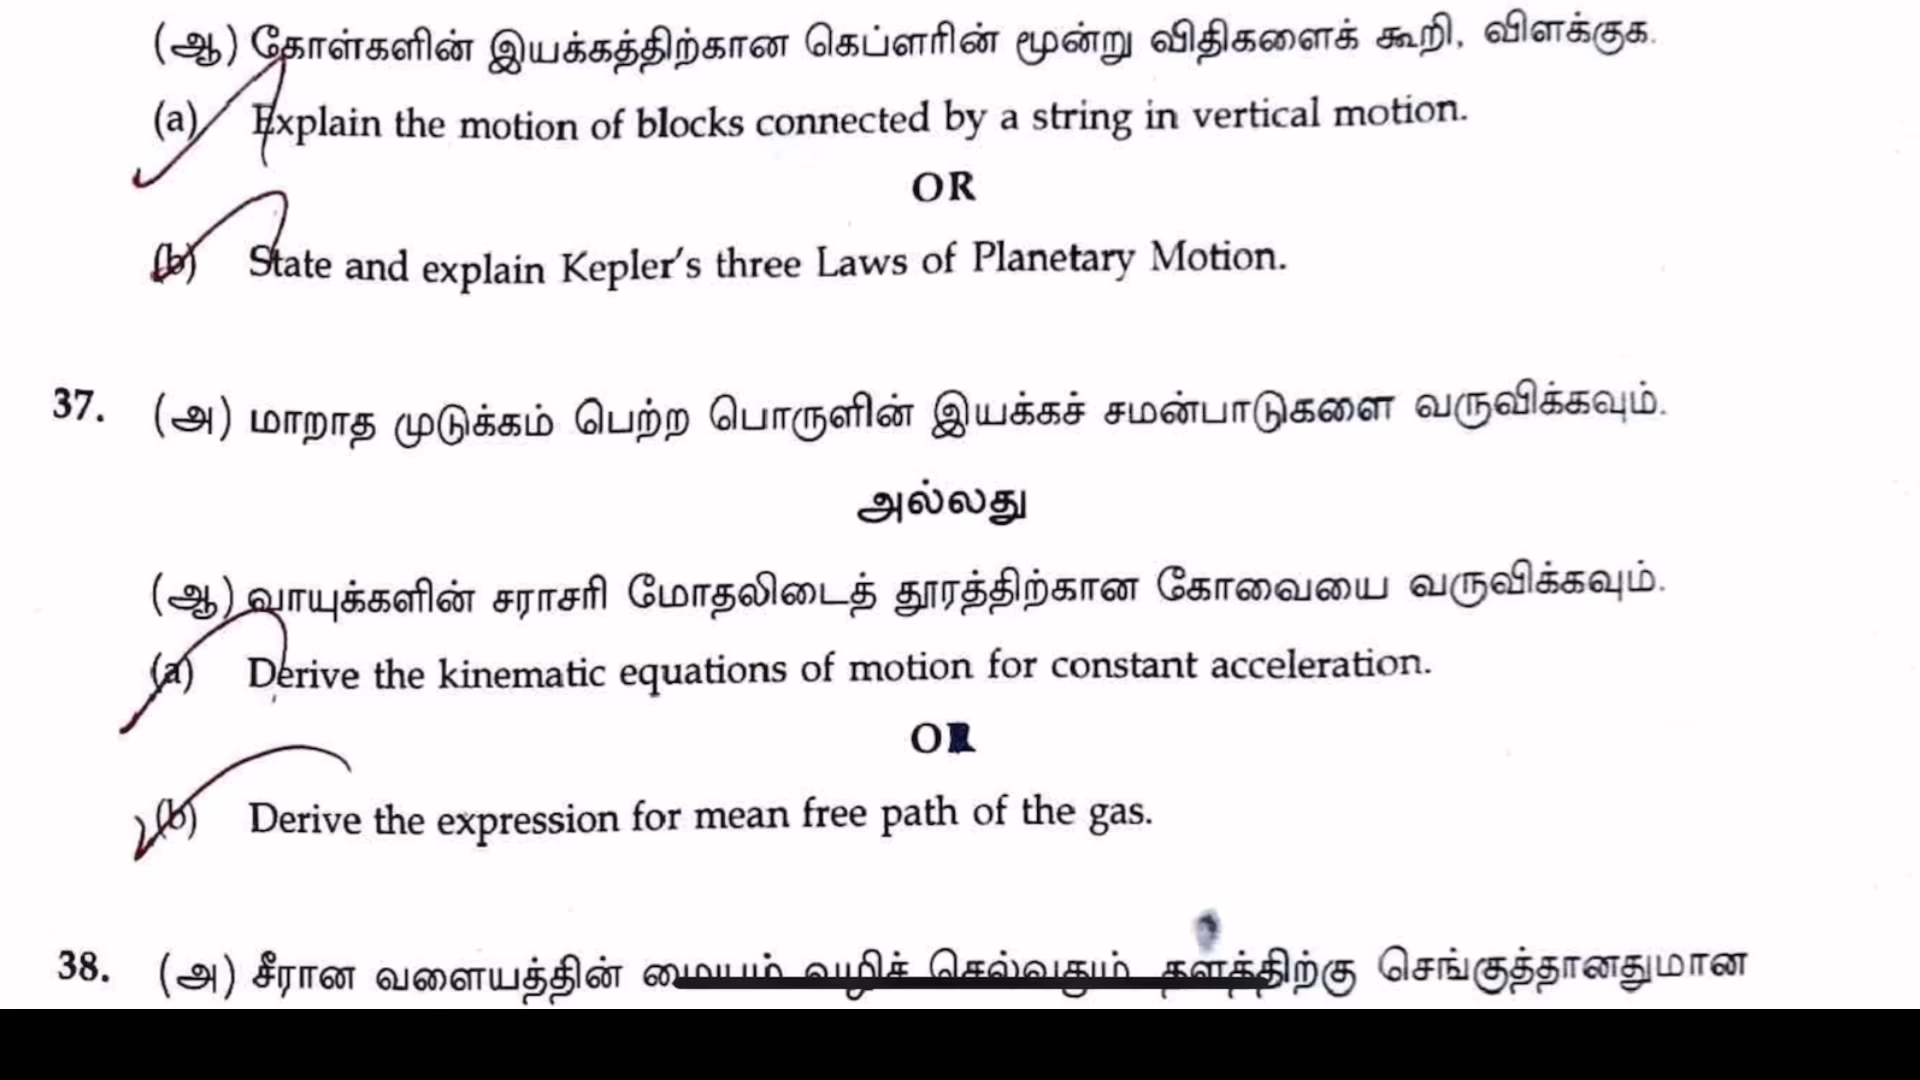 (ஆ) கோள்களின் இயக்கத்திற்கான கெப்ளரின் மூன்று விதிகளைக் கூறி, விளக்குக.
(a) Explain the motion of blocks connected by a string in vertical motion.
OR
(b) State and explain Kepler's three Laws of Planetary Motion.
37. (அ) மாறாத முடுக்கம் பெற்ற பொருளின் இயக்கச் சமன்பாடுகளை வருவிக்கவும்.
அல்லது
(ஆ) வாயுக்களின் சராசரி மோதலிடைத் தூரத்திற்கான கோவையை வருவிக்கவும்.
(a) Derive the kinematic equations of motion for constant acceleration.
OR
(b) Derive the expression for mean free path of the gas.
38. (அ) சீரான வளையத்தின் மையம் வழிச் செல்வதும் தளத்திற்கு செங்குத்தானதுமான